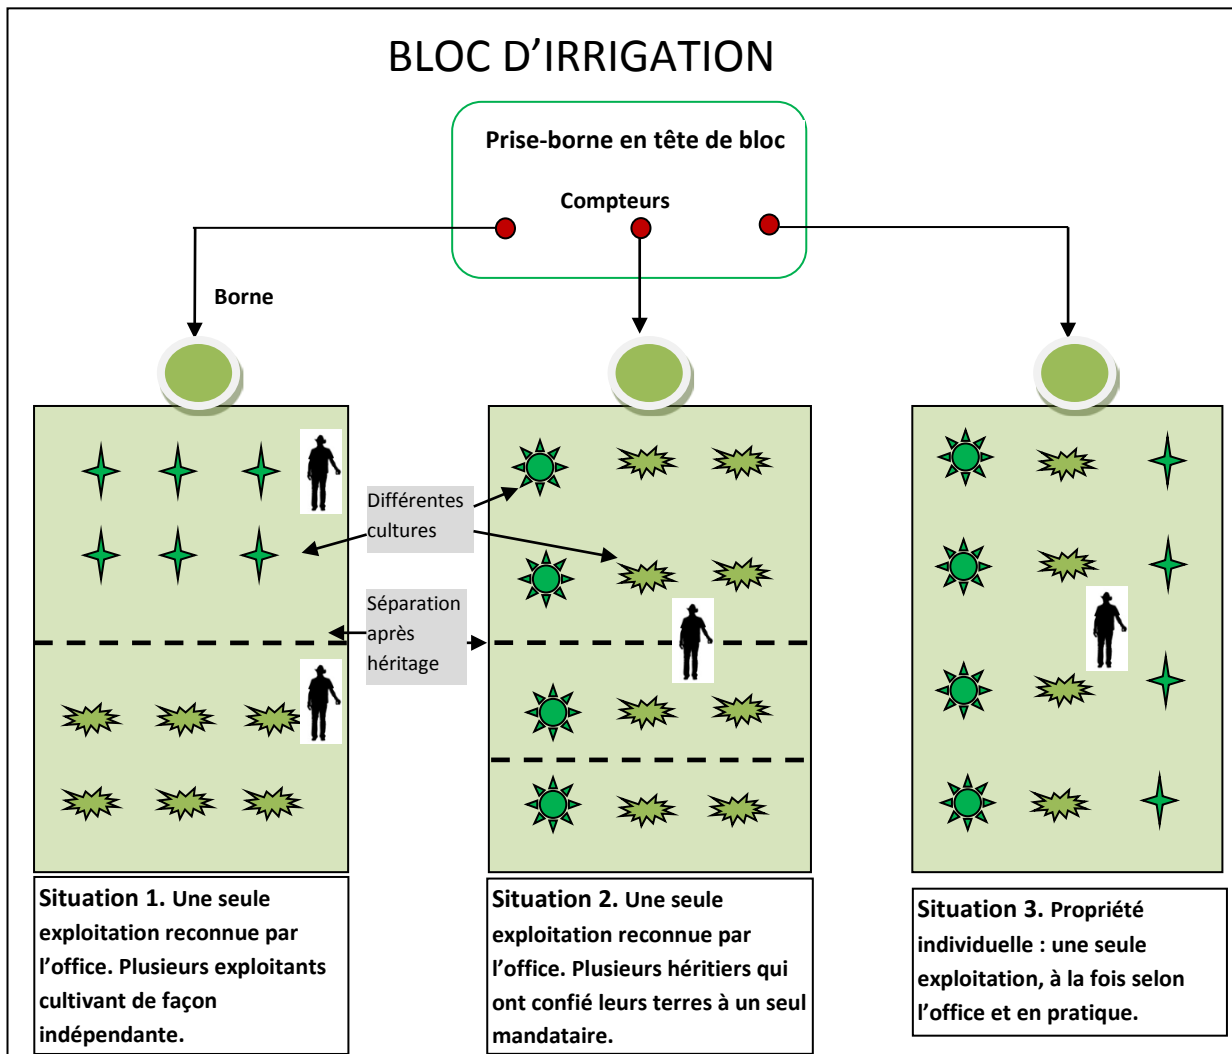 BLOC D’IRRIGATION
Prise-borne en tête de bloc
Compteurs
Borne
Différentes
cultures
Séparation
après
héritage
Situation 1. Une seule
exploitation reconnue par
l’office. Plusieurs exploitants
cultivant de façon
indépendante.
Situation 2. Une seule
exploitation reconnue par
l’office. Plusieurs héritiers qui
ont confié leurs terres à un seul
mandataire.
Situation 3. Propriété
individuelle : une seule
exploitation, à la fois selon
l’office et en pratique.